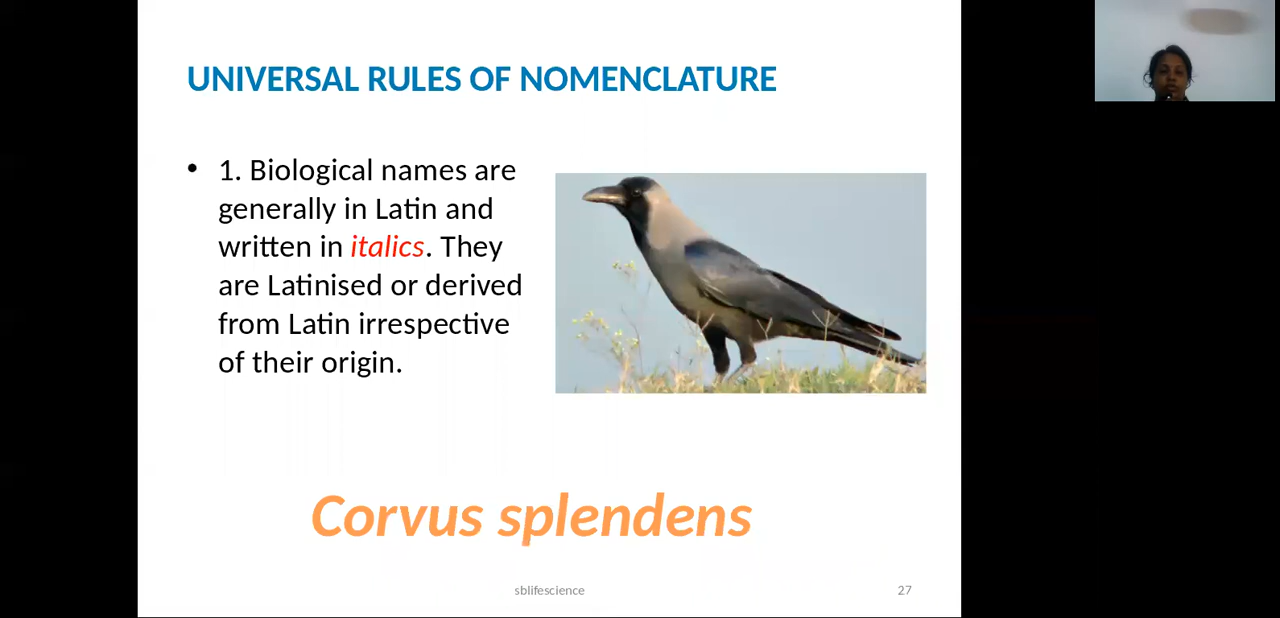 UNIVERSAL RULES OF NOMENCLATURE
• 1. Biological names are
generally in Latin and
written in italics. They
are Latinised or derived
from Latin irrespective
of their origin.
Corvus splendens
sblifescience
27